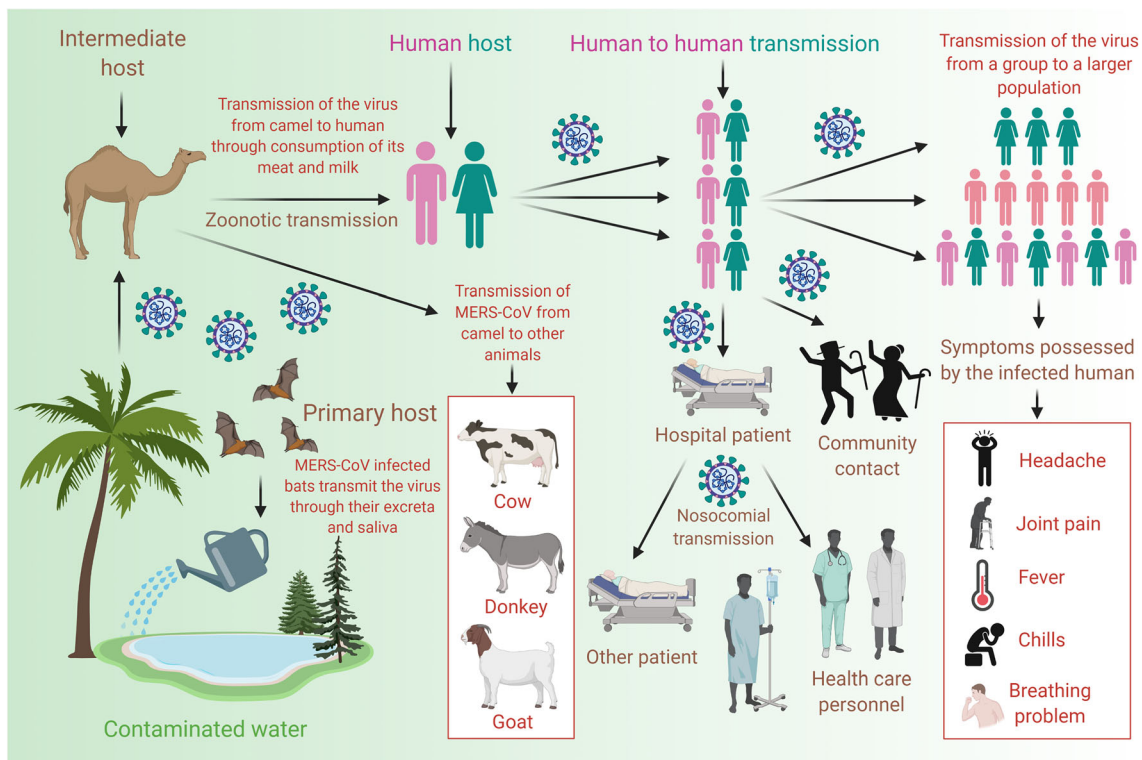 Intermediate
host
Human host
Human to human transmission
Transmission of the virus
from a group to a larger
population
Transmission of the virus
from camel to human
through consumption of its
meat and milk
Zoonotic transmission
Transmission of
MERS-CoV from
camel to other
animals
Symptoms possessed
by the infected human
Primary host
MERS-CoV infected
bats transmit the virus
through their excreta
and saliva
Hospital patient
Community
contact
Nosocomial
transmission
Cow
Donkey
Goat
Other patient
Health care
personnel
Headache
Joint pain
Fever
Chills
Breathing
problem
Contaminated water